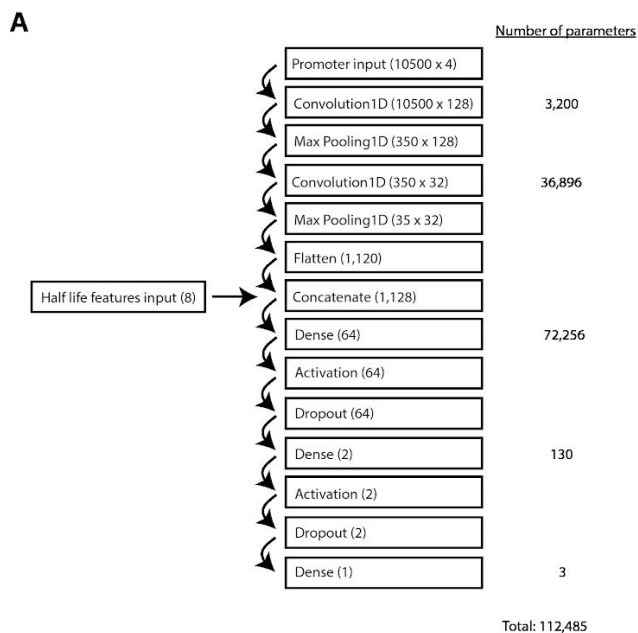 A
Number of parameters
Promoter input (10500 x 4)
Convolution1D (10500 x 128)
3,200
Max Pooling1D (350 x 128)
Convolution1D (350 x 32)
36,896
Max Pooling1D (35 x 32)
Flatten (1,120)
Half life features input (8)
Concatenate (1,128)
Dense (64)
72,256
Activation (64)
Dropout (64)
Dense (2)
130
Activation (2)
Dropout (2)
Dense (1)
3
Total: 112,485